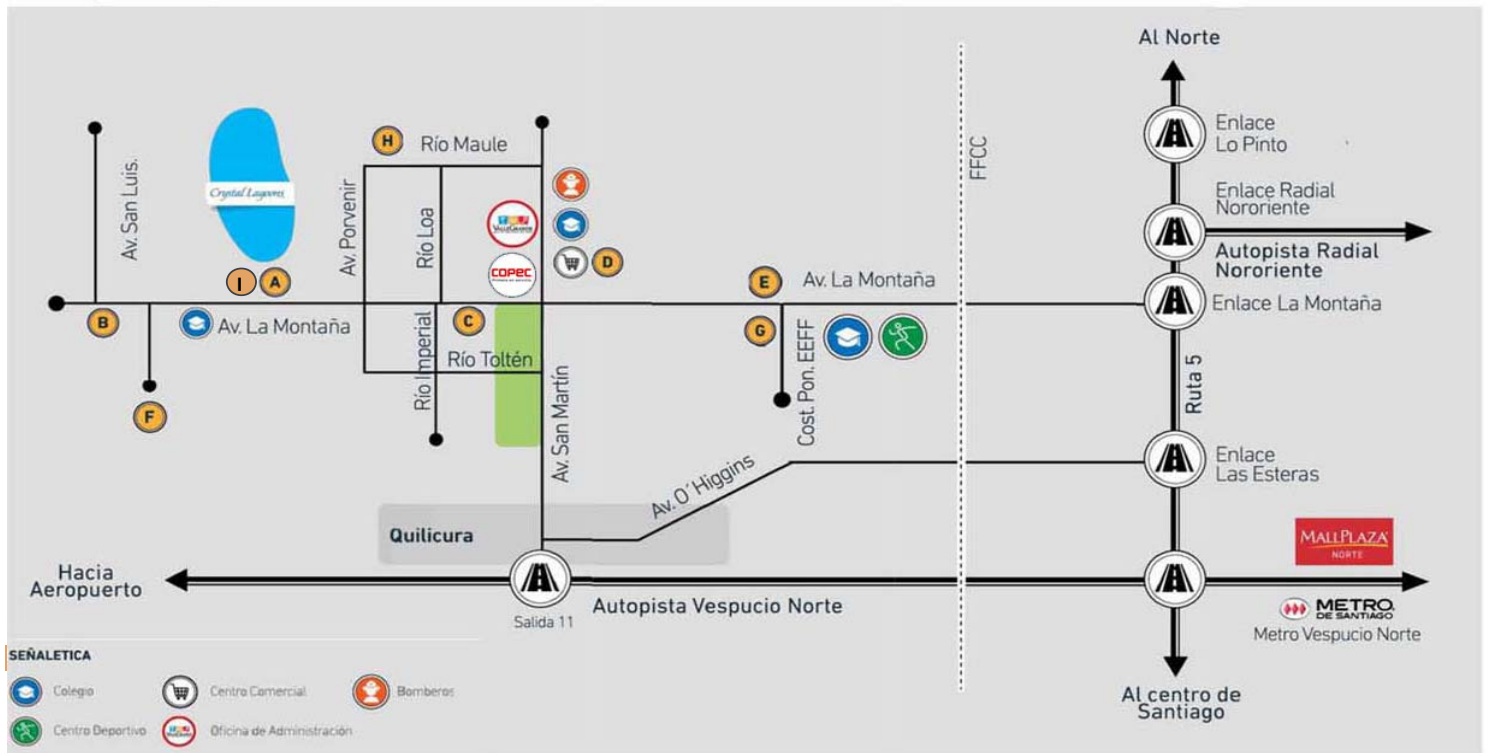 Al Norte
Enlace
Lo Pinto
Enlace Radial
Nororiente
Autopista Radial
Nororiente
Enlace La Montaña
Ruta 5
Enlace
Las Esteras
MALLPLAZA
NORTE
METRO
DE SANTIAGO
Metro Vespucio Norte
Al centro de
Santiago
FFCC
Av. San Luis.
Crystal Lagoons
I
A
B
F
Av. La Montaña
H
Río Maule
Av. Porvenir
Río Loa
VALLEGRANDE
COPEC
D
C
Río Imperial
Río Toltén
Av. San Martín
E
Av. La Montaña
G
Cost. Pon. EEFF
Av. O´Higgins
Quilicura
Hacia
Aeropuerto
Salida 11
Autopista Vespucio Norte
SEÑALETICA
Colegio
Centro Comercial
Bomberos
Centro Deportivo
Oficina de Administración